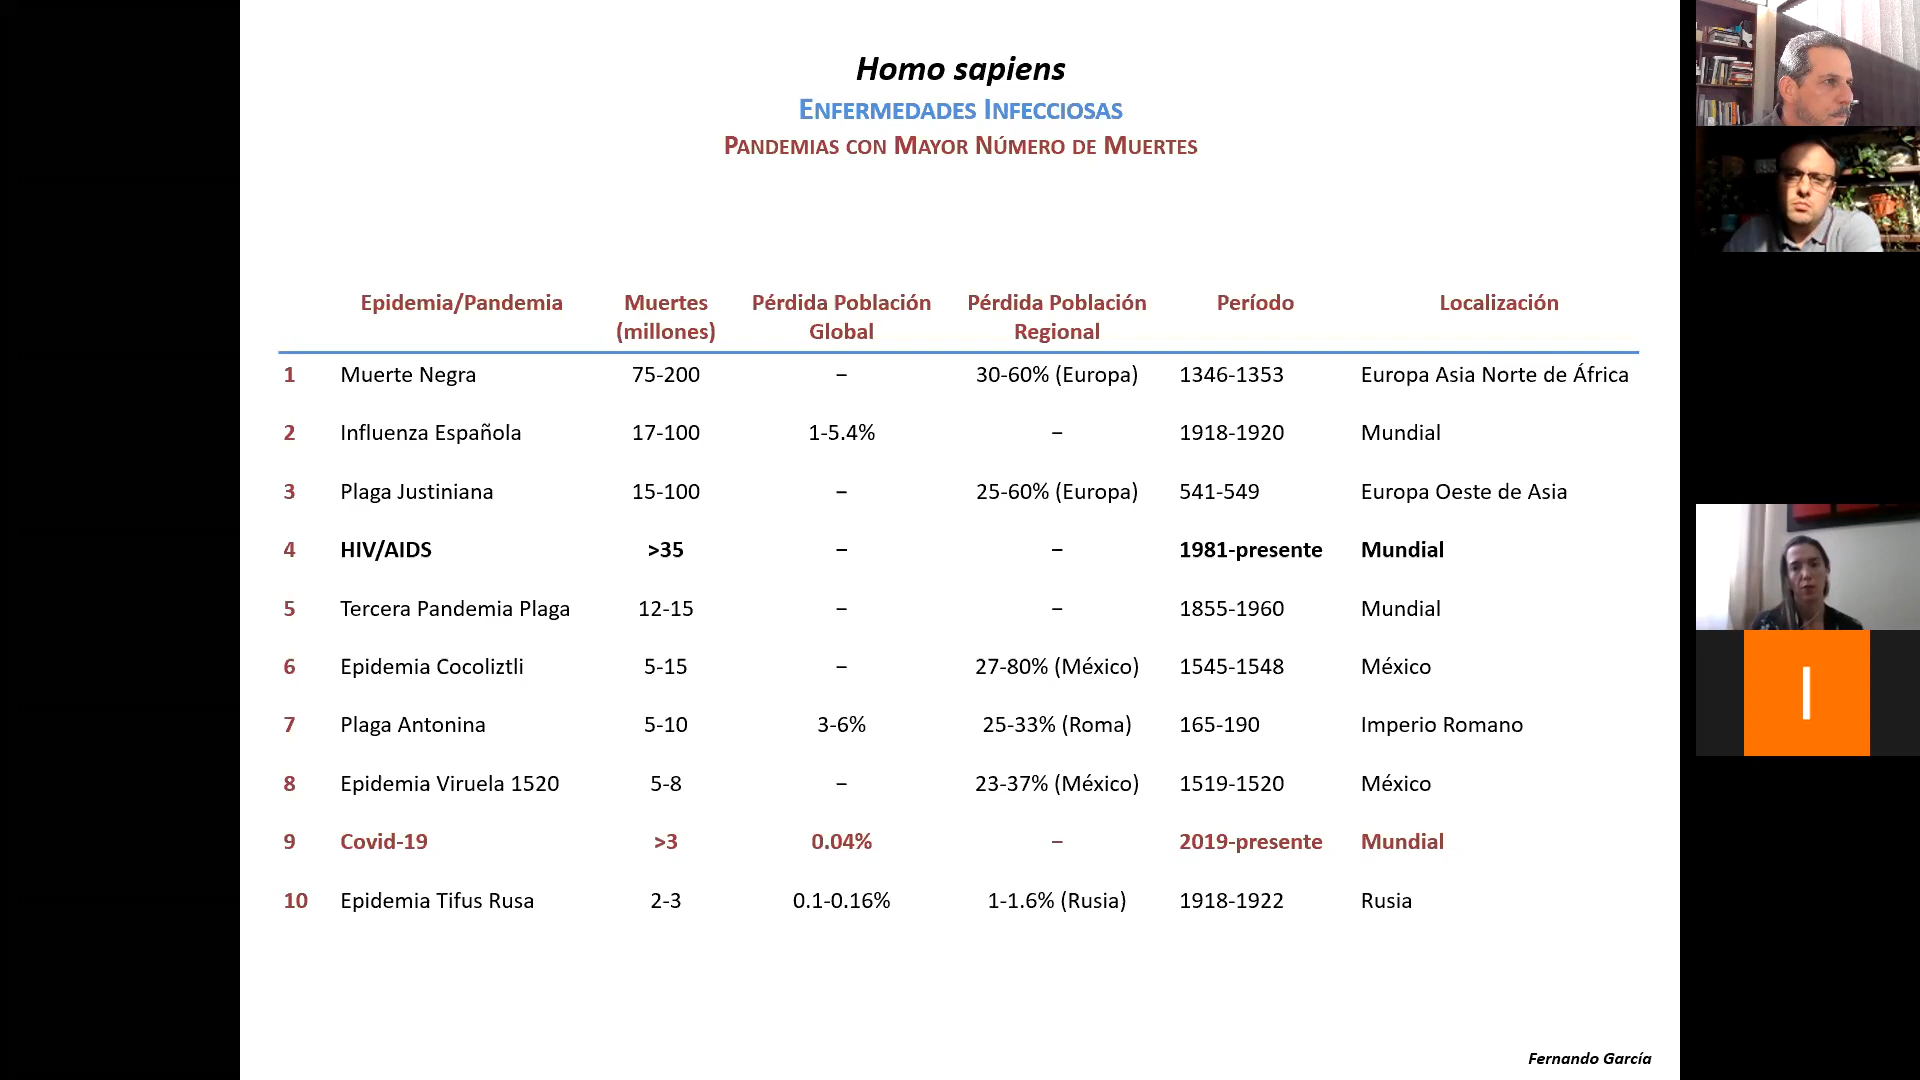 Homo sapiens
ENFERMEDADES INFECCIOSAS
PANDEMIAS CON MAYOR NÚMERO DE MUERTES
Epidemia/Pandemia Muertes (millones) Pérdida Población Global Pérdida Población Regional Período Localización
1 Muerte Negra 75-200 – 30-60% (Europa) 1346-1353 Europa Asia Norte de África
2 Influenza Española 17-100 1-5.4% – 1918-1920 Mundial
3 Plaga Justiniana 15-100 – 25-60% (Europa) 541-549 Europa Oeste de Asia
4 HIV/AIDS >35 – – 1981-presente Mundial
5 Tercera Pandemia Plaga 12-15 – – 1855-1960 Mundial
6 Epidemia Cocoliztli 5-15 – 27-80% (México) 1545-1548 México
7 Plaga Antonina 5-10 3-6% 25-33% (Roma) 165-190 Imperio Romano
8 Epidemia Viruela 1520 5-8 – 23-37% (México) 1519-1520 México
9 Covid-19 >3 0.04% – 2019-presente Mundial
10 Epidemia Tifus Rusa 2-3 0.1-0.16% 1-1.6% (Rusia) 1918-1922 Rusia
I
Fernando García